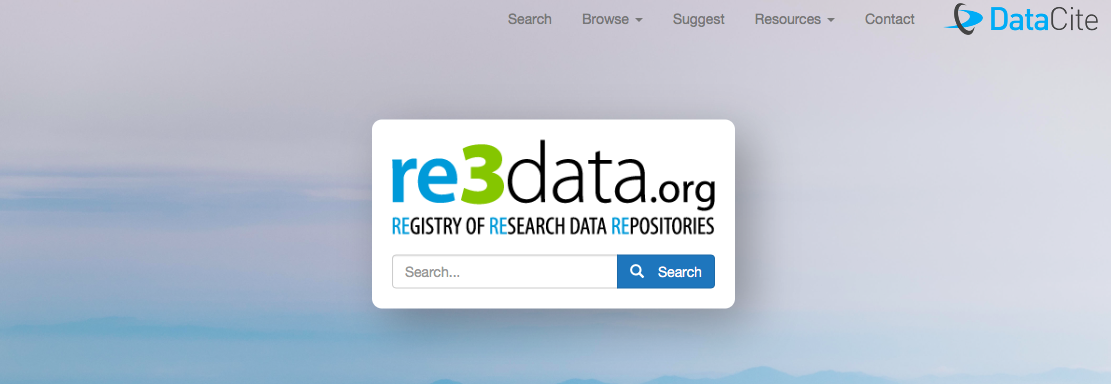 Search Browse Suggest Resources Contact DataCite
re3data.org
REGISTRY OF RESEARCH DATA REPOSITORIES
Search... Search